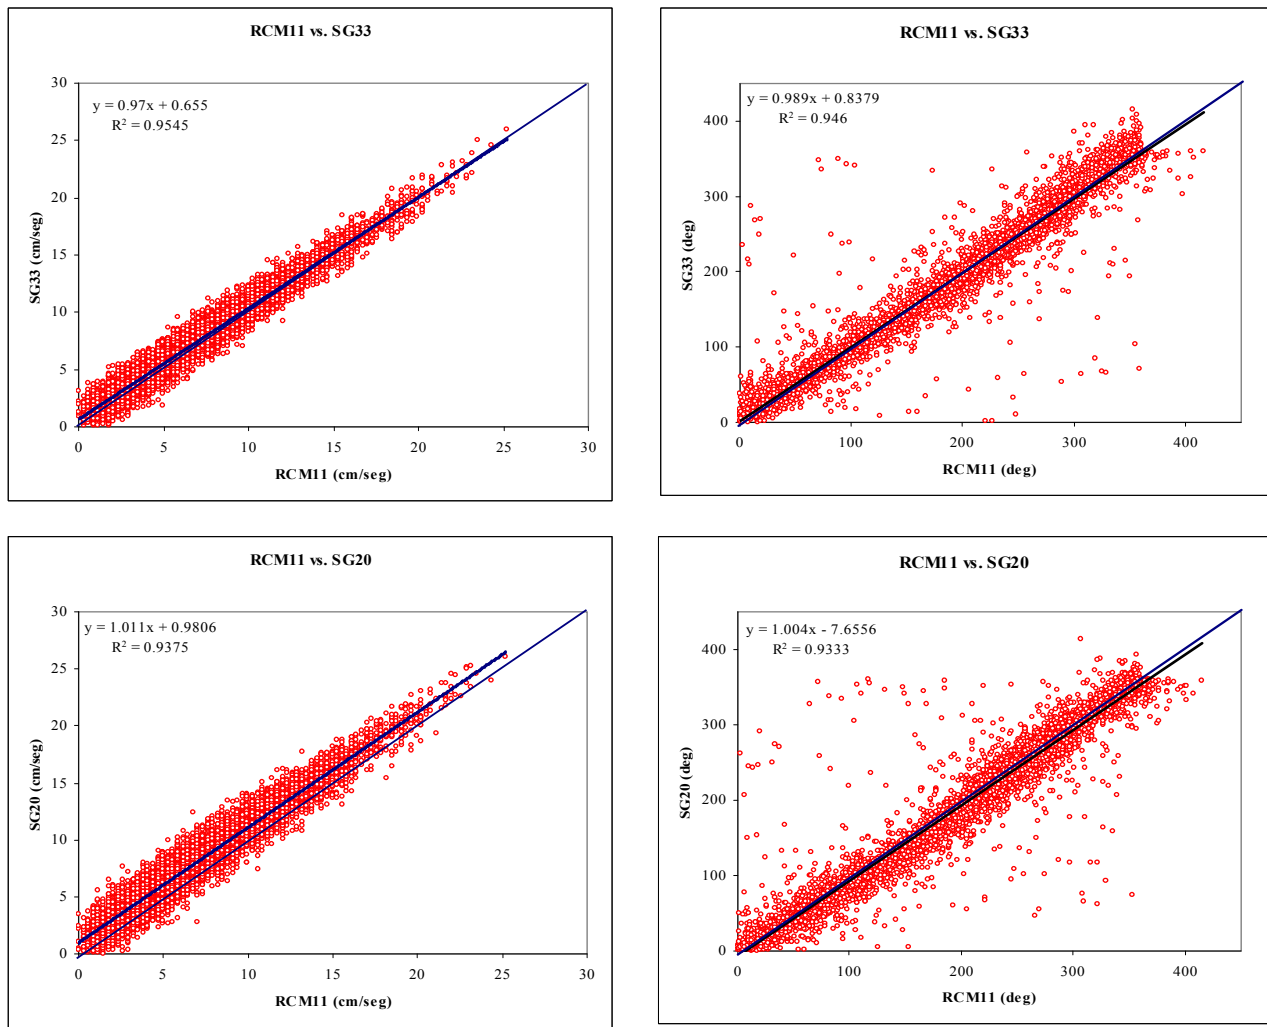 RCM11 vs. SG33
30
25
20
15
10
5
0
SG33 (cm/seg)
y = 0.97x + 0.655
R² = 0.9545
0 5 10 15 20 25 30
RCM11 (cm/seg)
RCM11 vs. SG33
400
300
200
100
0
SG33 (deg)
y = 0.989x + 0.8379
R² = 0.946
0 100 200 300 400
RCM11 (deg)
RCM11 vs. SG20
30
25
20
15
10
5
0
SG20 (cm/seg)
y = 1.011x + 0.9806
R² = 0.9375
0 5 10 15 20 25 30
RCM11 (cm/seg)
RCM11 vs. SG20
400
300
200
100
0
SG20 (deg)
y = 1.004x - 7.6556
R² = 0.9333
0 100 200 300 400
RCM11 (deg)